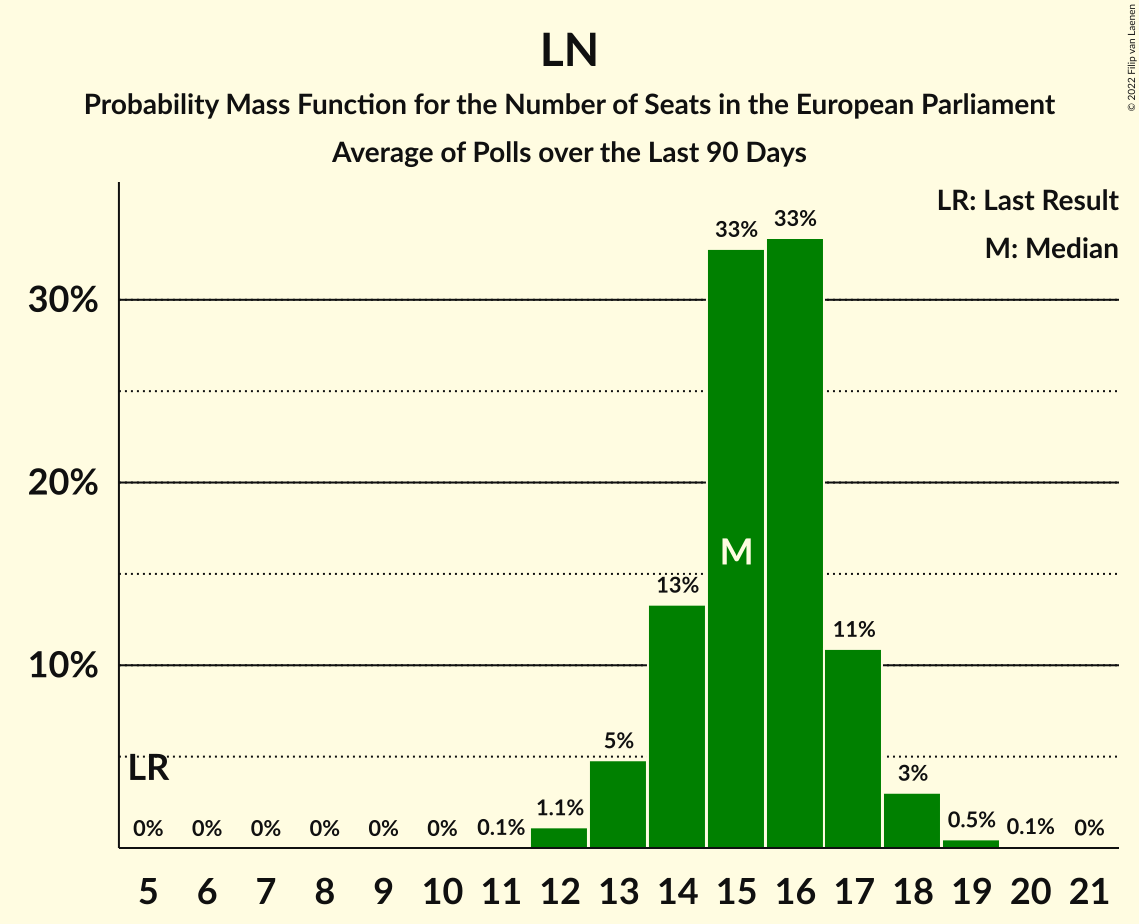 LN
Probability Mass Function for the Number of Seats in the European Parliament
Average of Polls over the Last 90 Days
© 2022 Filip van Laenen
LR: Last Result
M: Median
33% 33%
30%
20%
M
13%
11%
10%
5%
LR
3%
0% 0% 0% 0% 0% 0% 0.1% 1.1% 0.5% 0.1% 0%
5 6 7 8 9 10 11 12 13 14 15 16 17 18 19 20 21